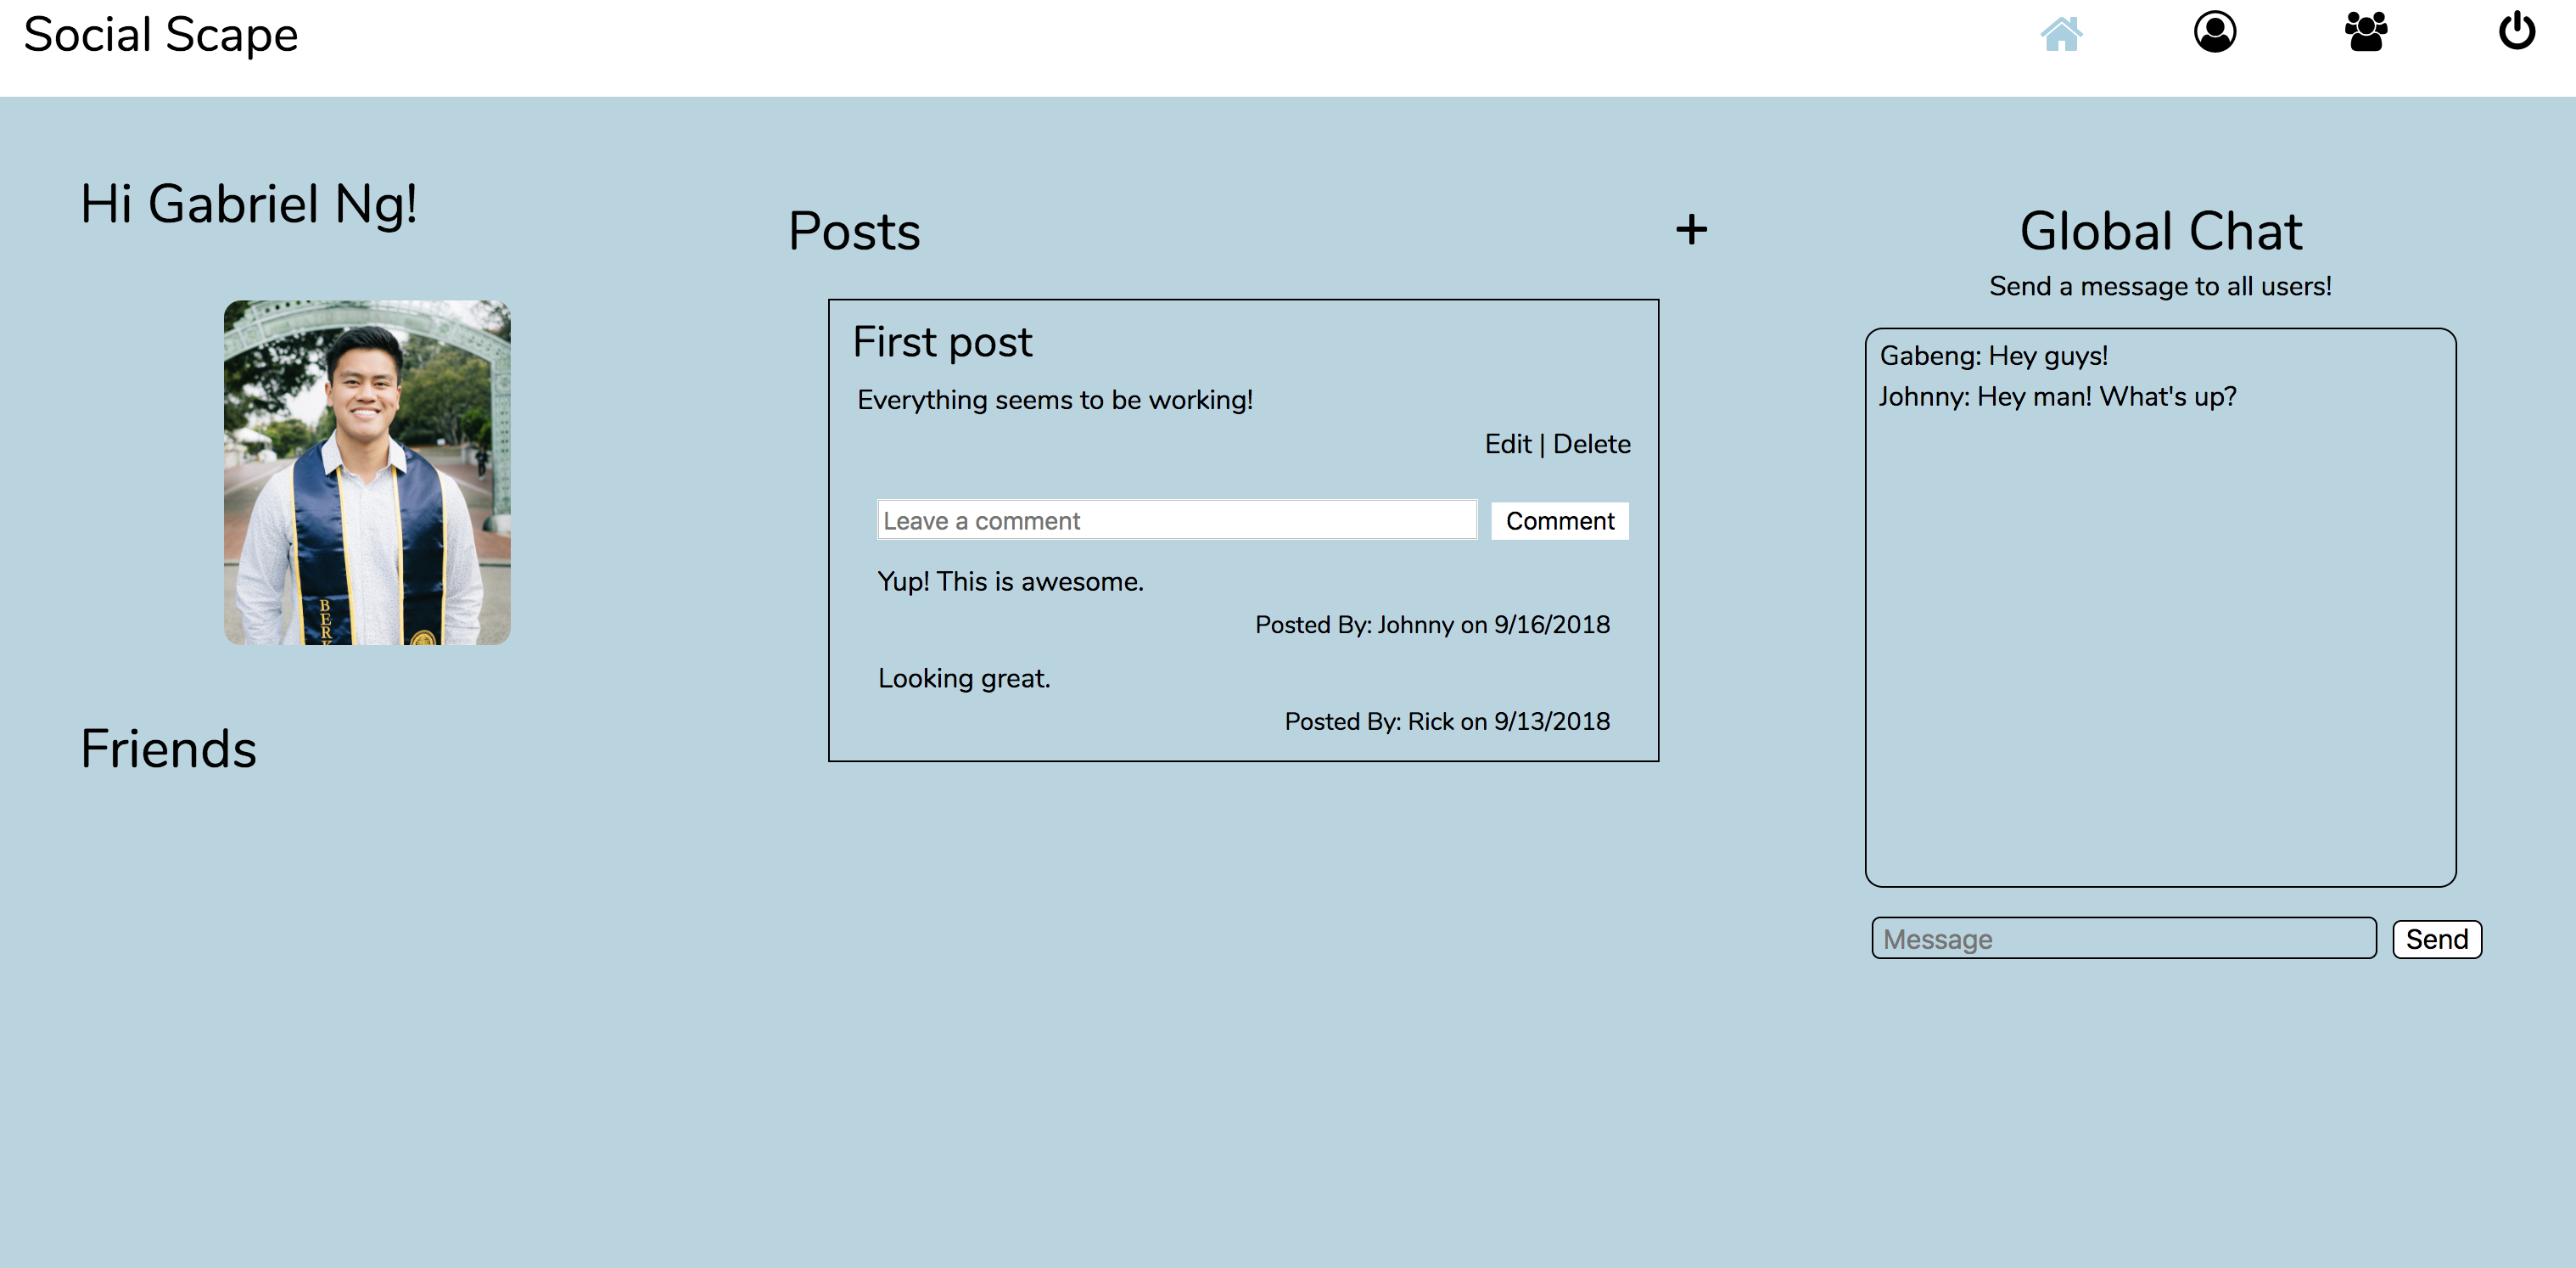 Social Scape
Hi Gabriel Ng!
B
E
R
K
Friends
Posts
+
First post
Everything seems to be working!
Edit | Delete
Leave a comment
Comment
Yup! This is awesome.
Posted By: Johnny on 9/16/2018
Looking great.
Posted By: Rick on 9/13/2018
Global Chat
Send a message to all users!
Gabeng: Hey guys!
Johnny: Hey man! What's up?
Message
Send